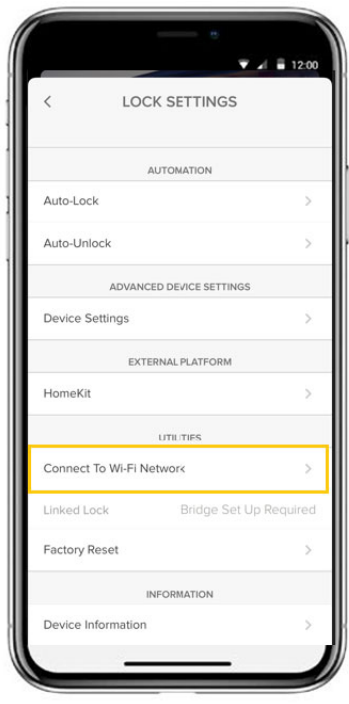 12:00
LOCK SETTINGS
AUTOMATION
Auto-Lock
Auto-Unlock
ADVANCED DEVICE SETTINGS
Device Settings
EXTERNAL PLATFORM
HomeKit
UTILITIES
Connect To Wi-Fi Network
Linked Lock Bridge Set Up Required
Factory Reset
INFORMATION
Device Information